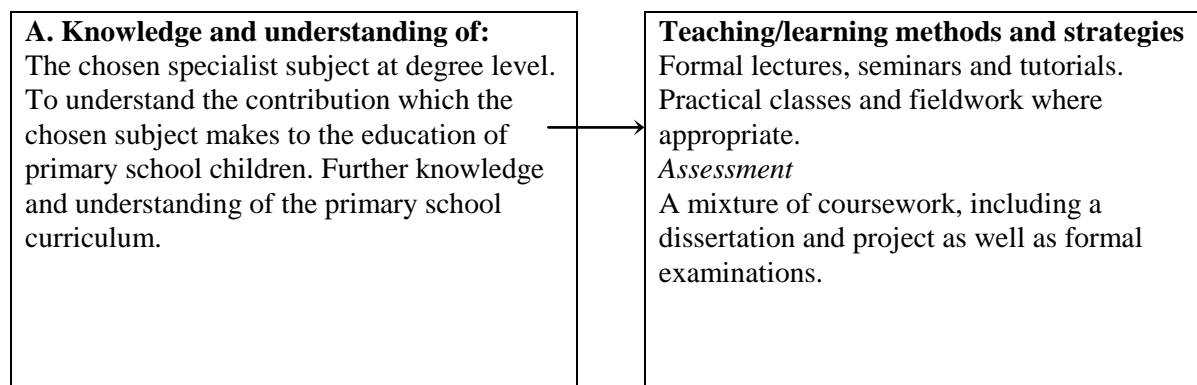 A. Knowledge and understanding of:
The chosen specialist subject at degree level.
To understand the contribution which the
chosen subject makes to the education of
primary school children. Further knowledge
and understanding of the primary school
curriculum.
Teaching/learning methods and strategies
Formal lectures, seminars and tutorials.
Practical classes and fieldwork where
appropriate.
Assessment
A mixture of coursework, including a
dissertation and project as well as formal
examinations.